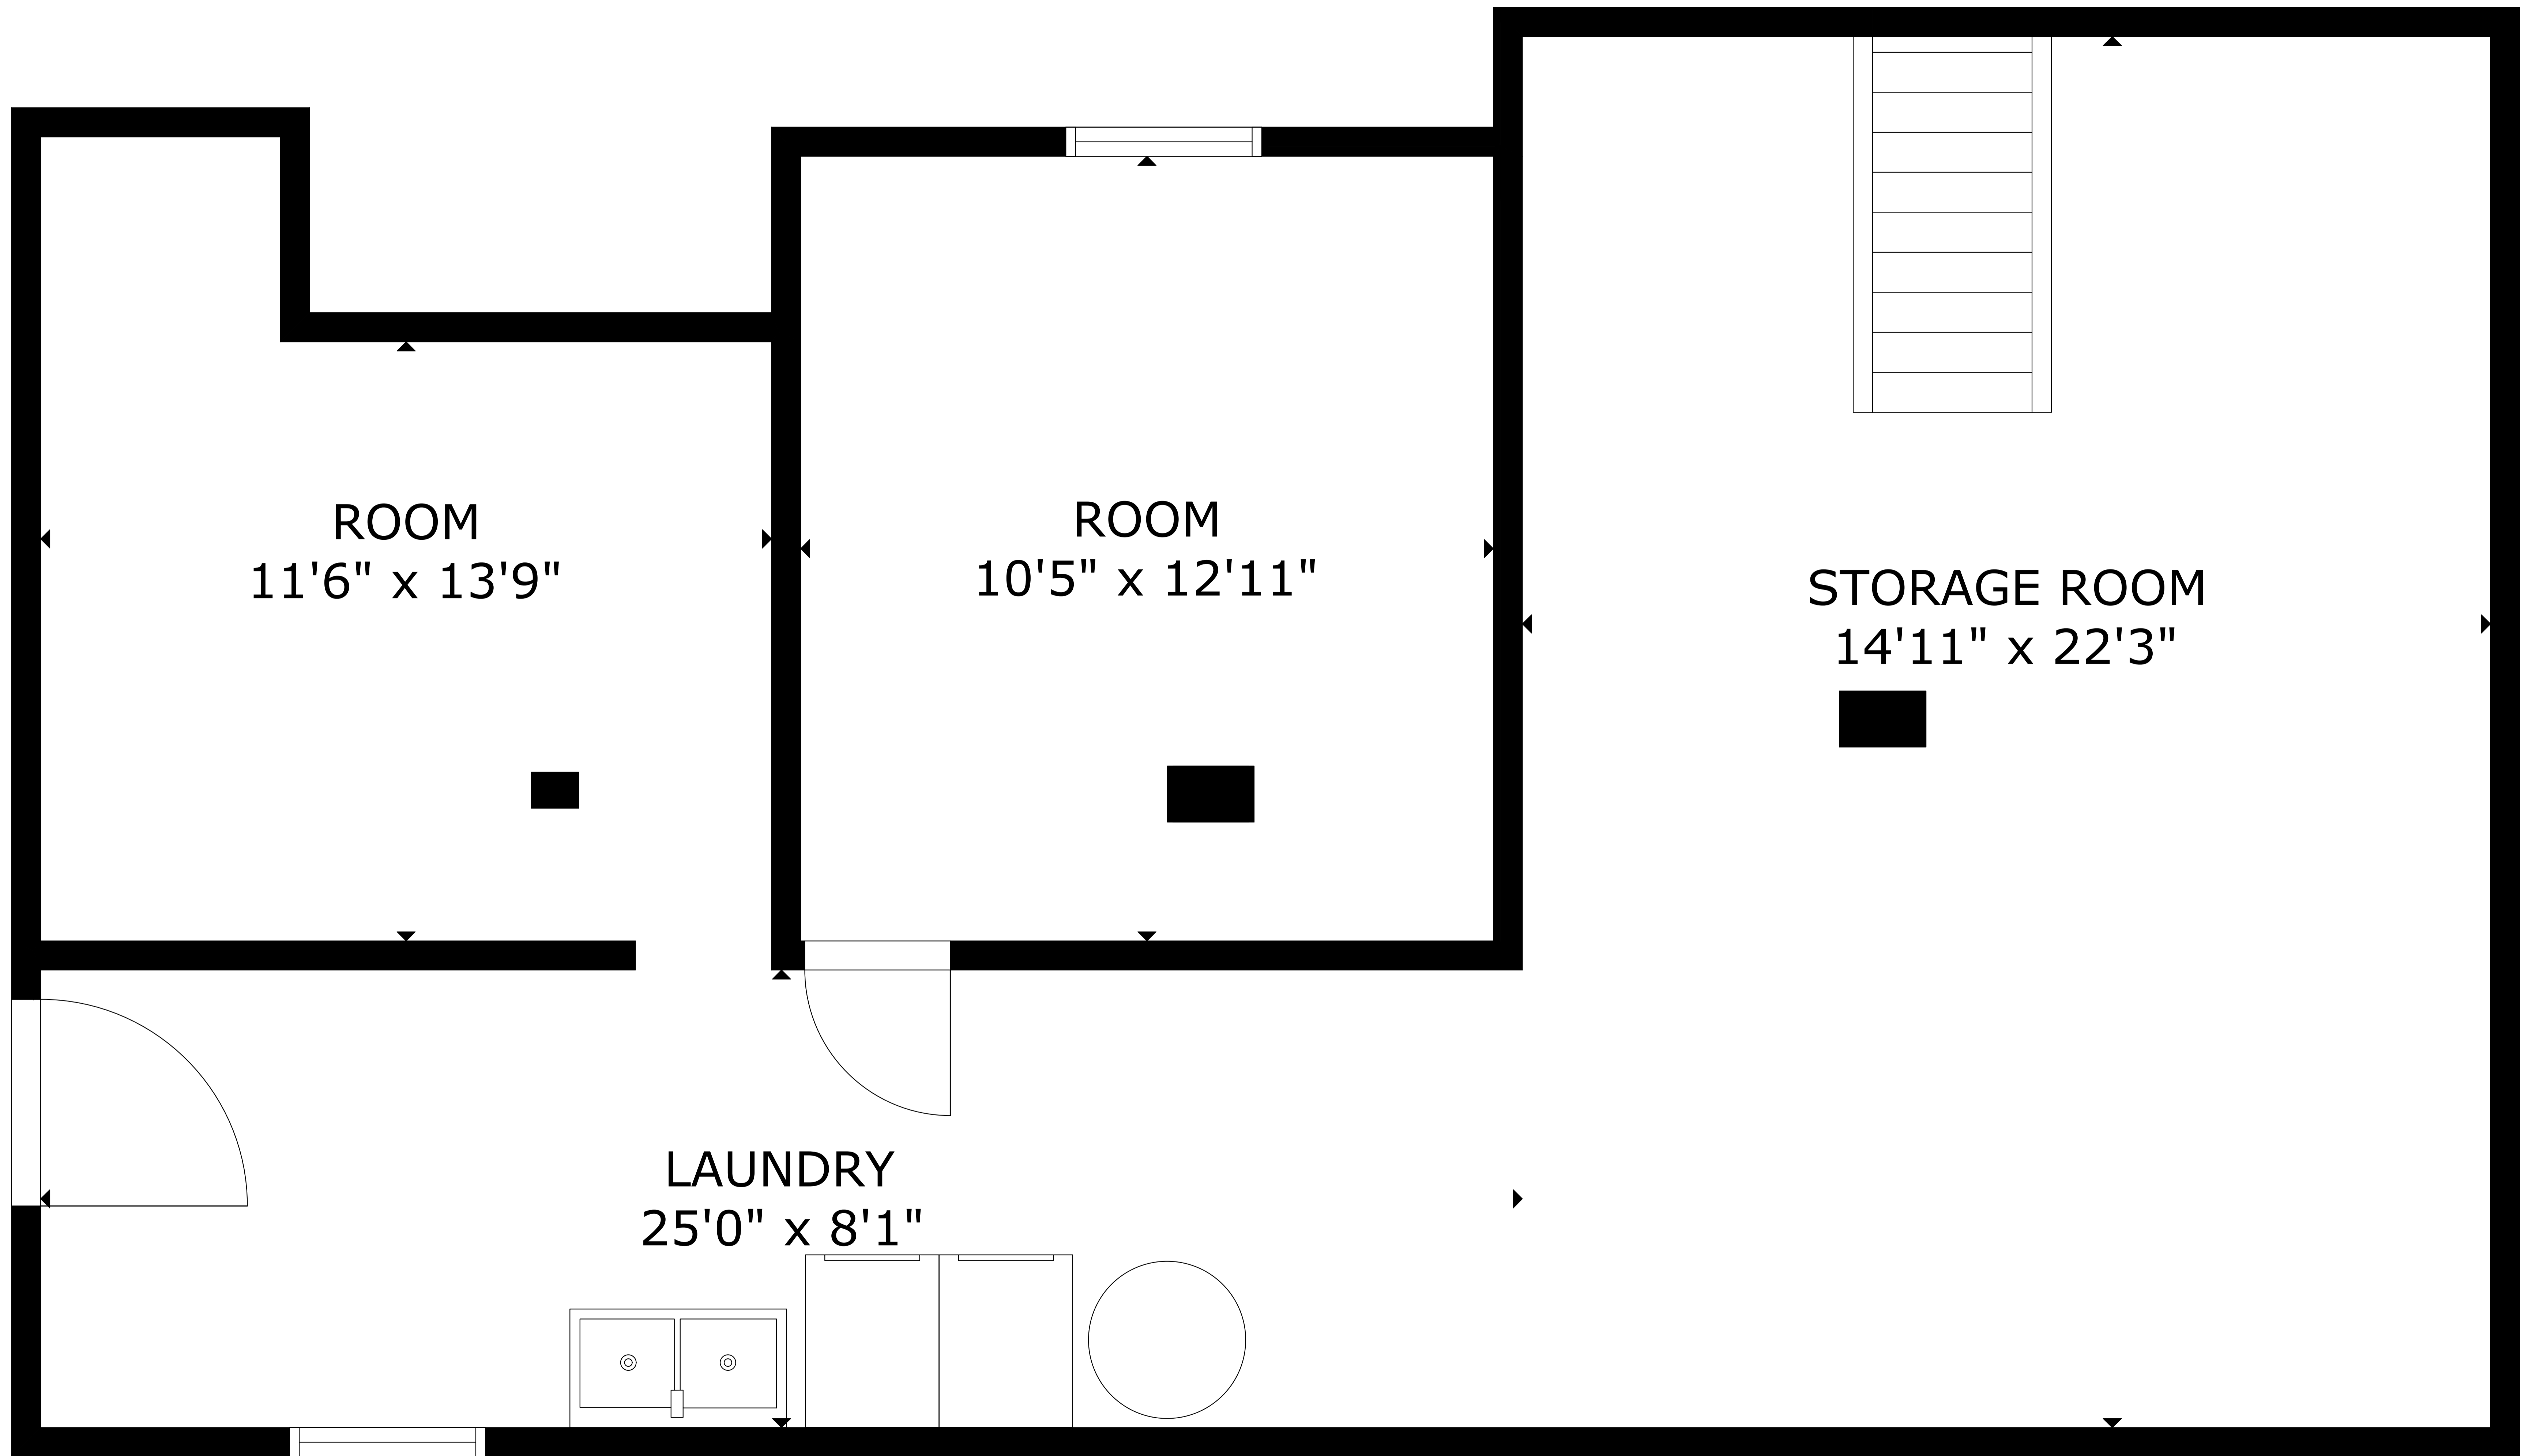 ROOM
11'6" x 13'9"
ROOM
10'5" x 12'11"
STORAGE ROOM
14'11" x 22'3"
LAUNDRY
25'0" x 8'1"